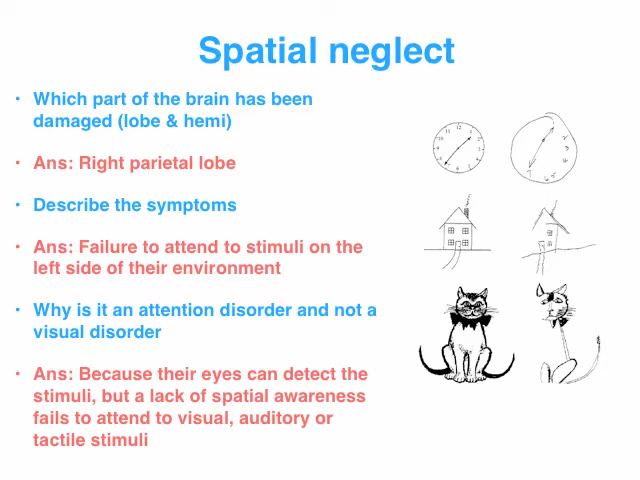 Spatial neglect
• Which part of the brain has been
damaged (lobe & hemi)
• Ans: Right parietal lobe
• Describe the symptoms
• Ans: Failure to attend to stimuli on the
left side of their environment
• Why is it an attention disorder and not a
visual disorder
• Ans: Because their eyes can detect the
stimuli, but a lack of spatial awareness
fails to attend to visual, auditory or
tactile stimuli